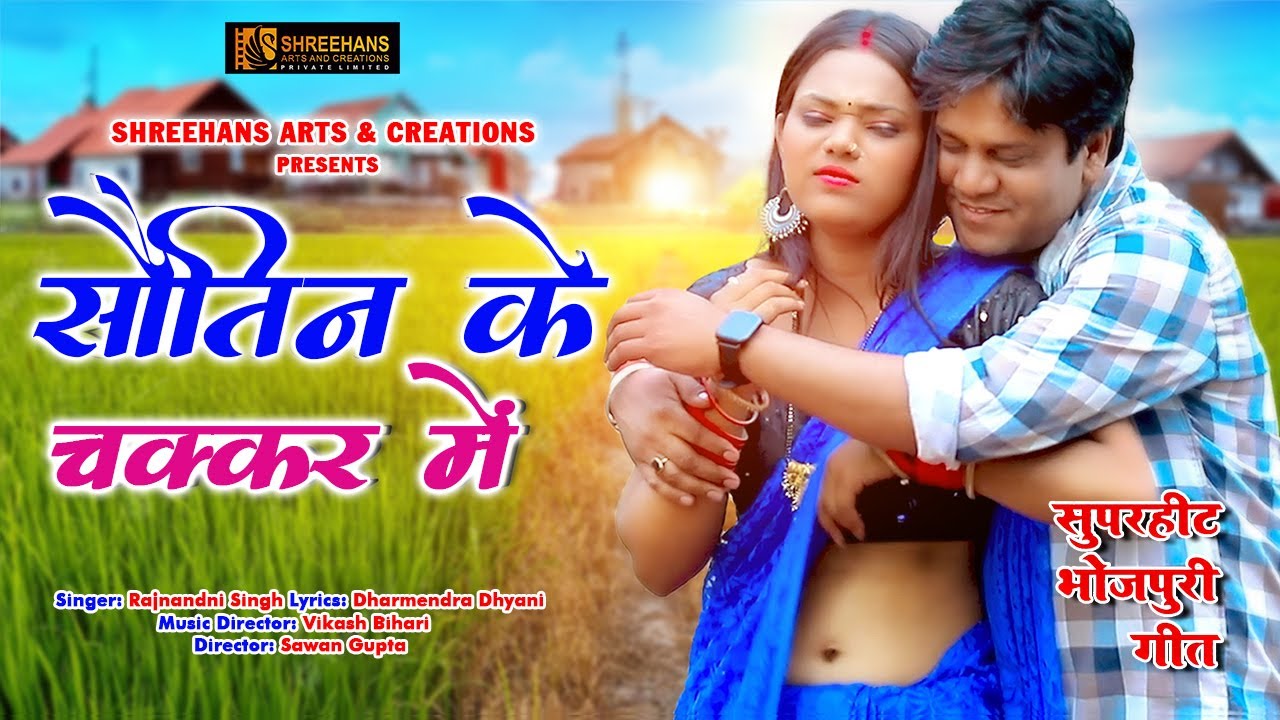 SHREEHANS
ARTS AND CREATIONS
PRIVATE LIMITED
SHREEHANS ARTS & CREATIONS
PRESENTS
सौतिन के
चक्कर में
Singer: Rajnandni Singh Lyrics: Dharmendra Dhyani
Music Director: Vikash Bihari
Director: Sawan Gupta
सुपरहीट
भोजपुरी
गीत